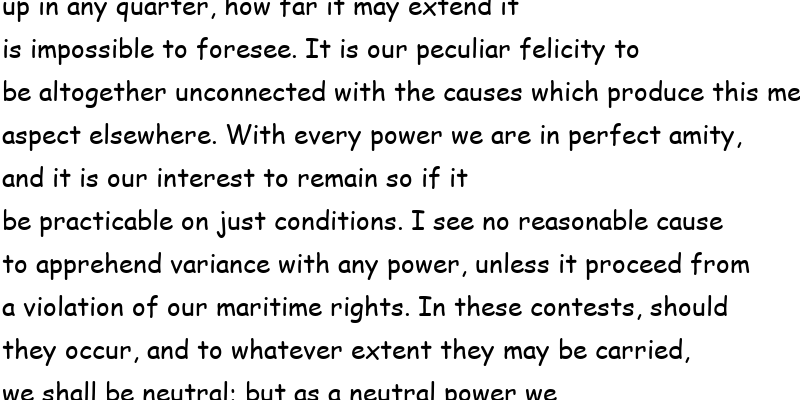 up in any quarter, how far it may extend it
is impossible to foresee. It is our peculiar felicity to
be altogether unconnected with the causes which produce this me
aspect elsewhere. With every power we are in perfect amity,
and it is our interest to remain so if it
be practicable on just conditions. I see no reasonable cause
to apprehend variance with any power, unless it proceed from
a violation of our maritime rights. In these contests, should
they occur, and to whatever extent they may be carried,
we shall be neutral; but as a neutral power we